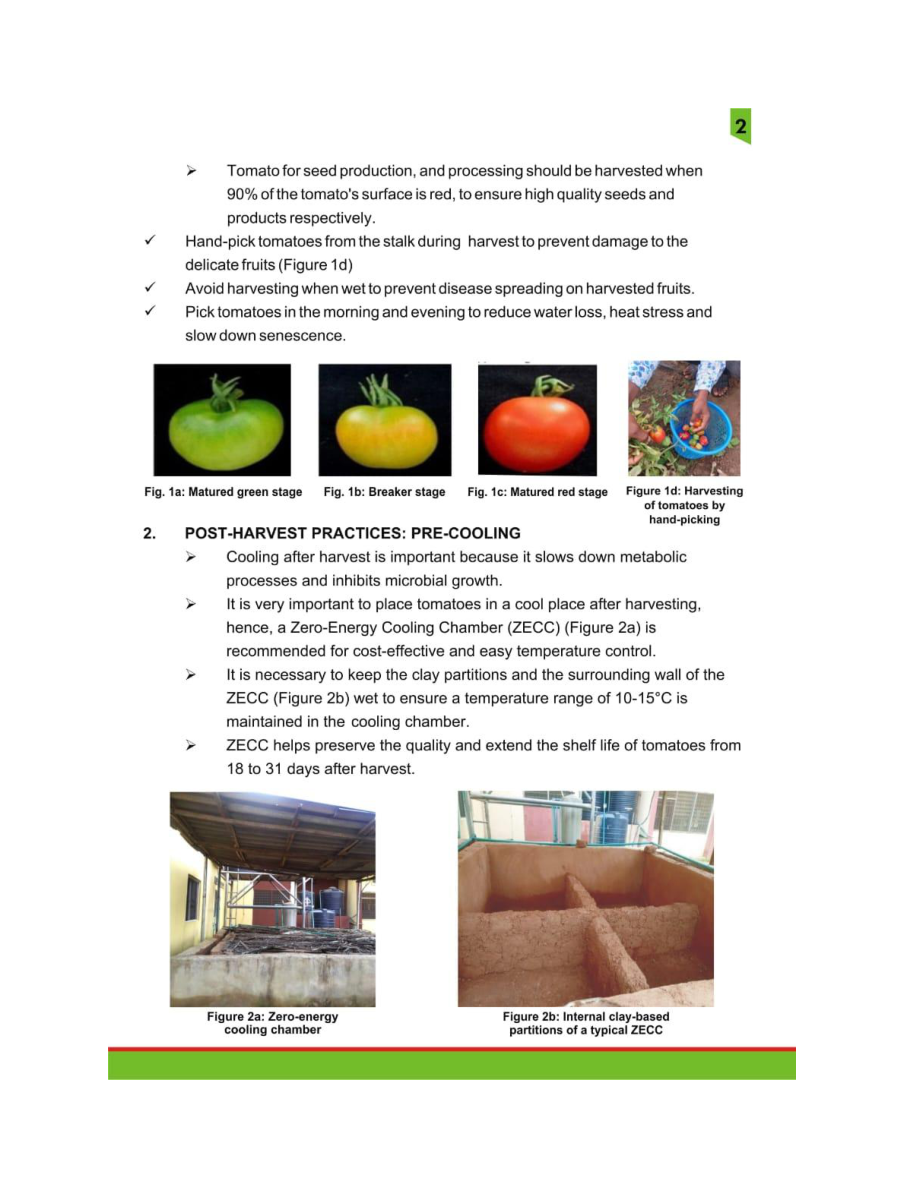 2
➢ Tomato for seed production, and processing should be harvested when
90% of the tomato's surface is red, to ensure high quality seeds and
products respectively.
✓ Hand-pick tomatoes from the stalk during harvest to prevent damage to the
delicate fruits (Figure 1d)
✓ Avoid harvesting when wet to prevent disease spreading on harvested fruits.
✓ Pick tomatoes in the morning and evening to reduce water loss, heat stress and
slow down senescence.
Fig. 1a: Matured green stage
Fig. 1b: Breaker stage
Fig. 1c: Matured red stage
Figure 1d: Harvesting
of tomatoes by
hand-picking
2. POST-HARVEST PRACTICES: PRE-COOLING
➢ Cooling after harvest is important because it slows down metabolic
processes and inhibits microbial growth.
➢ It is very important to place tomatoes in a cool place after harvesting,
hence, a Zero-Energy Cooling Chamber (ZECC) (Figure 2a) is
recommended for cost-effective and easy temperature control.
➢ It is necessary to keep the clay partitions and the surrounding wall of the
ZECC (Figure 2b) wet to ensure a temperature range of 10-15°C is
maintained in the cooling chamber.
➢ ZECC helps preserve the quality and extend the shelf life of tomatoes from
18 to 31 days after harvest.
Figure 2a: Zero-energy
cooling chamber
Figure 2b: Internal clay-based
partitions of a typical ZECC